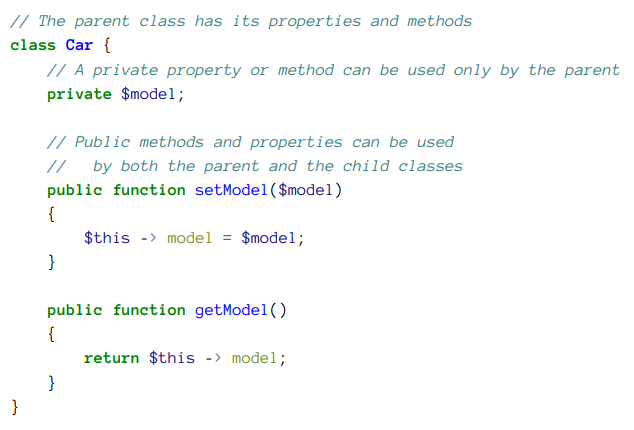 // The parent class has its properties and methods
class Car {
    // A private property or method can be used only by the parent
    private $model;

    // Public methods and properties can be used
    //   by both the parent and the child classes
    public function setModel($model)
    {
        $this -> model = $model;
    }

    public function getModel()
    {
        return $this -> model;
    }
}